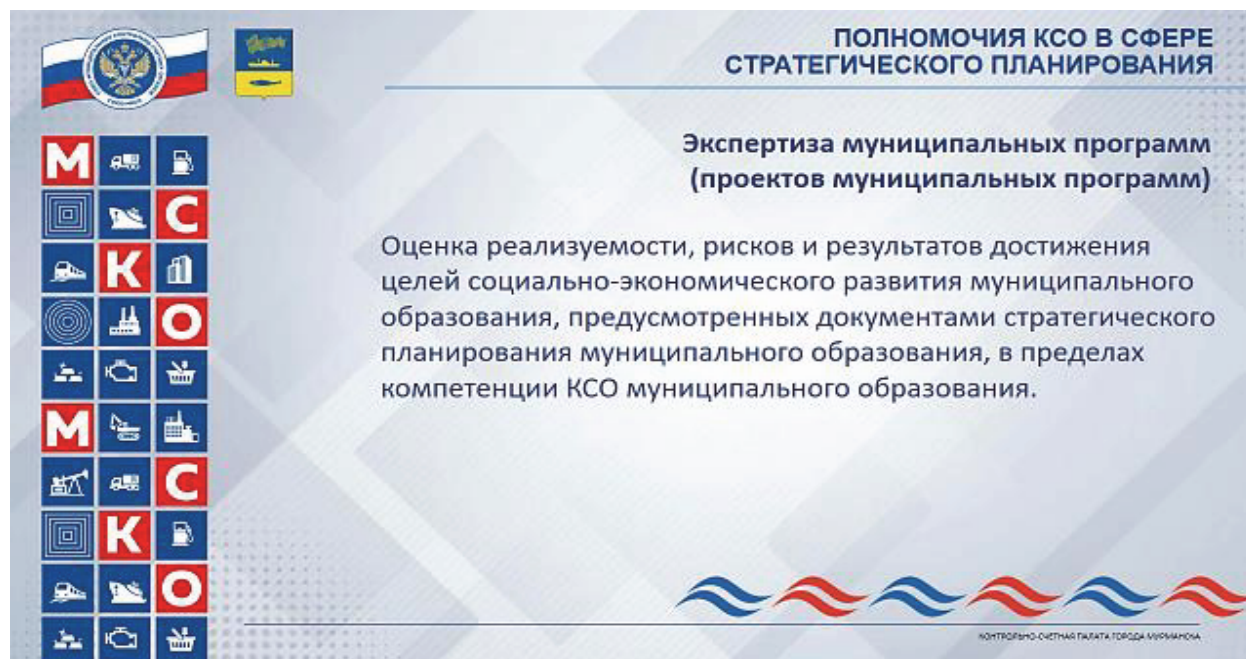 ПОЛНОМОЧИЯ КСО В СФЕРЕ
СТРАТЕГИЧЕСКОГО ПЛАНИРОВАНИЯ
Экспертиза муниципальных программ
(проектов муниципальных программ)
Оценка реализуемости, рисков и результатов достижения
целей социально-экономического развития муниципального
образования, предусмотренных документами стратегического
планирования муниципального образования, в пределах
компетенции КСО муниципального образования.
М
С
К
О
М
С
К
О
КОНТРОЛЬНО-СЧЕТНАЯ ПАЛАТА ГОРОДА МУРМАНСКА